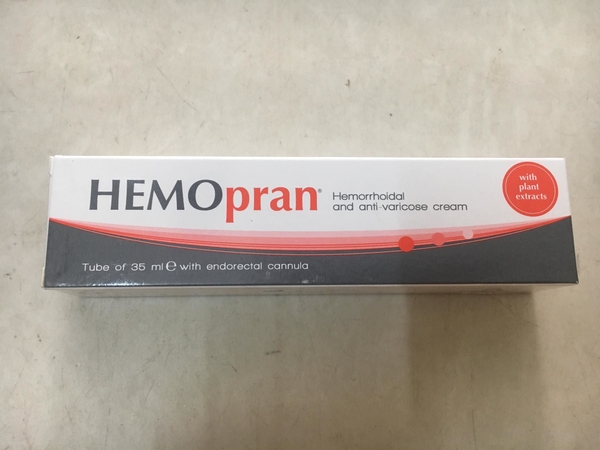 HEMOpran®
Hemorrhoidal
and anti-varicose cream
with
plant
extracts
Tube of 35 ml ℮ with endorectal cannula